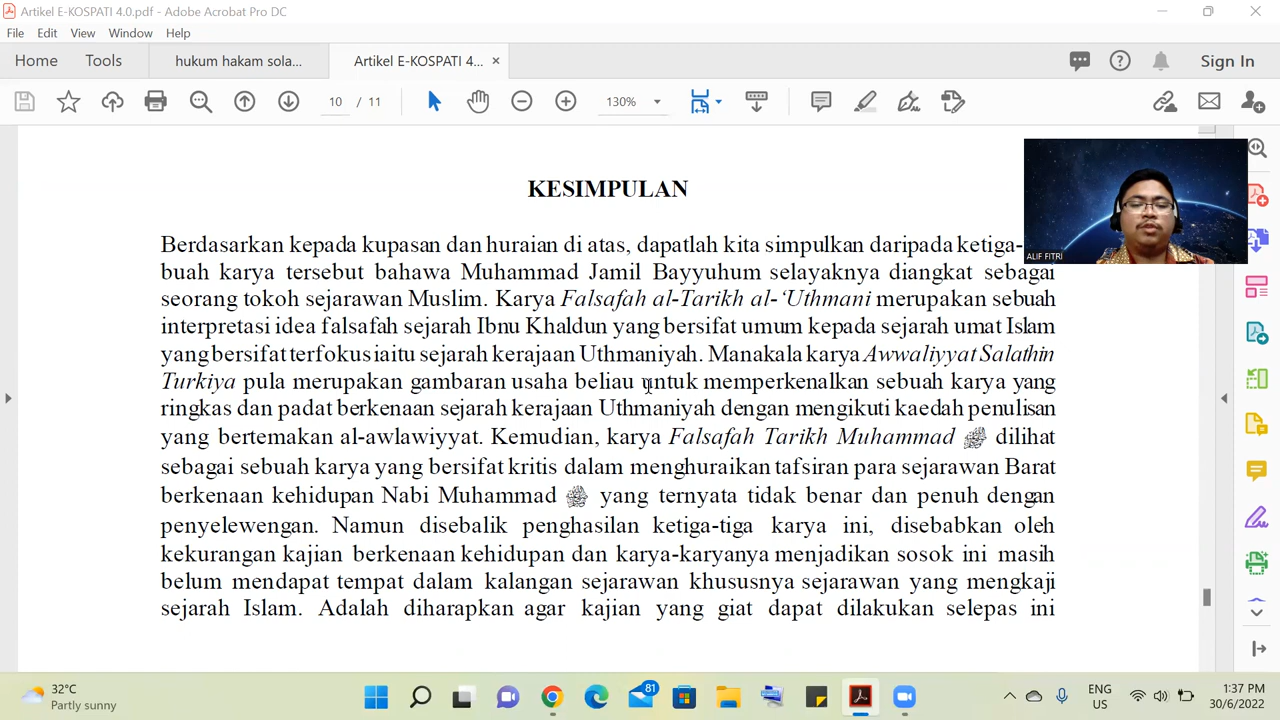 Artikel E-KOSPATI 4.0.pdf - Adobe Acrobat Pro DC
File Edit View Window Help
Home Tools hukum hakam sola... Artikel E-KOSPATI 4... × Sign In
10 / 11 130%
KESIMPULAN
Berdasarkan kepada kupasan dan huraian di atas, dapatlah kita simpulkan daripada ketiga-
buah karya tersebut bahawa Muhammad Jamil Bayyuhum selayaknya diangkat sebagai
seorang tokoh sejarawan Muslim. Karya Falsafah al-Tarikh al-‘Uthmani merupakan sebuah
interpretasi idea falsafah sejarah Ibnu Khaldun yang bersifat umum kepada sejarah umat Islam
yang bersifat terfokus iaitu sejarah kerajaan Uthmaniyah. Manakala karya Awwaliyyat Salathin
Turkiya pula merupakan gambaran usaha beliau untuk memperkenalkan sebuah karya yang
ringkas dan padat berkenaan sejarah kerajaan Uthmaniyah dengan mengikuti kaedah penulisan
yang bertemakan al-awlawiyyat. Kemudian, karya Falsafah Tarikh Muhammad ﷺ dilihat
sebagai sebuah karya yang bersifat kritis dalam menghuraikan tafsiran para sejarawan Barat
berkenaan kehidupan Nabi Muhammad ﷺ yang ternyata tidak benar dan penuh dengan
penyelewengan. Namun disebalik penghasilan ketiga-tiga karya ini, disebabkan oleh
kekurangan kajian berkenaan kehidupan dan karya-karyanya menjadikan sosok ini masih
belum mendapat tempat dalam kalangan sejarawan khususnya sejarawan yang mengkaji
sejarah Islam. Adalah diharapkan agar kajian yang giat dapat dilakukan selepas ini
ALIF FITRI
32°C
Partly sunny
81
ENG
US
1:37 PM
30/6/2022